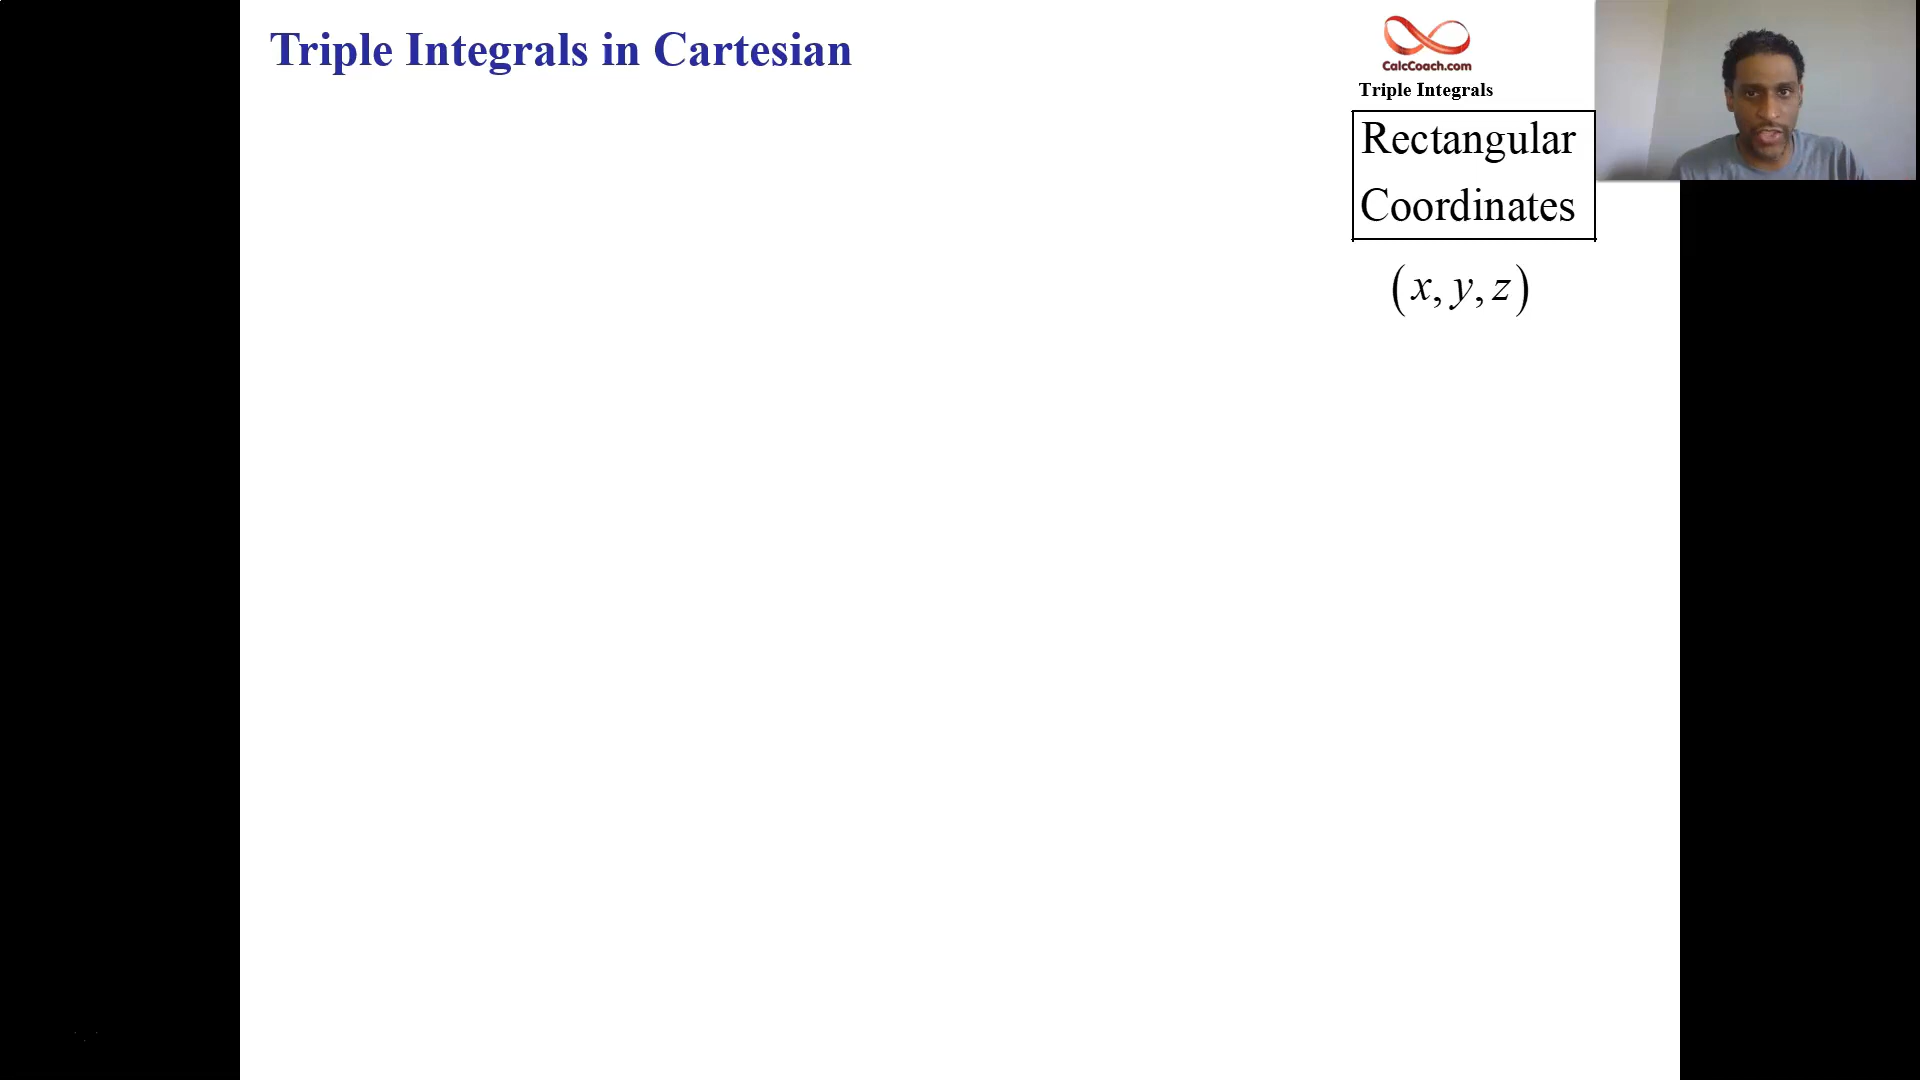 Triple Integrals in Cartesian
CalcCoach.com
Triple Integrals
Rectangular
Coordinates
(x, y, z)